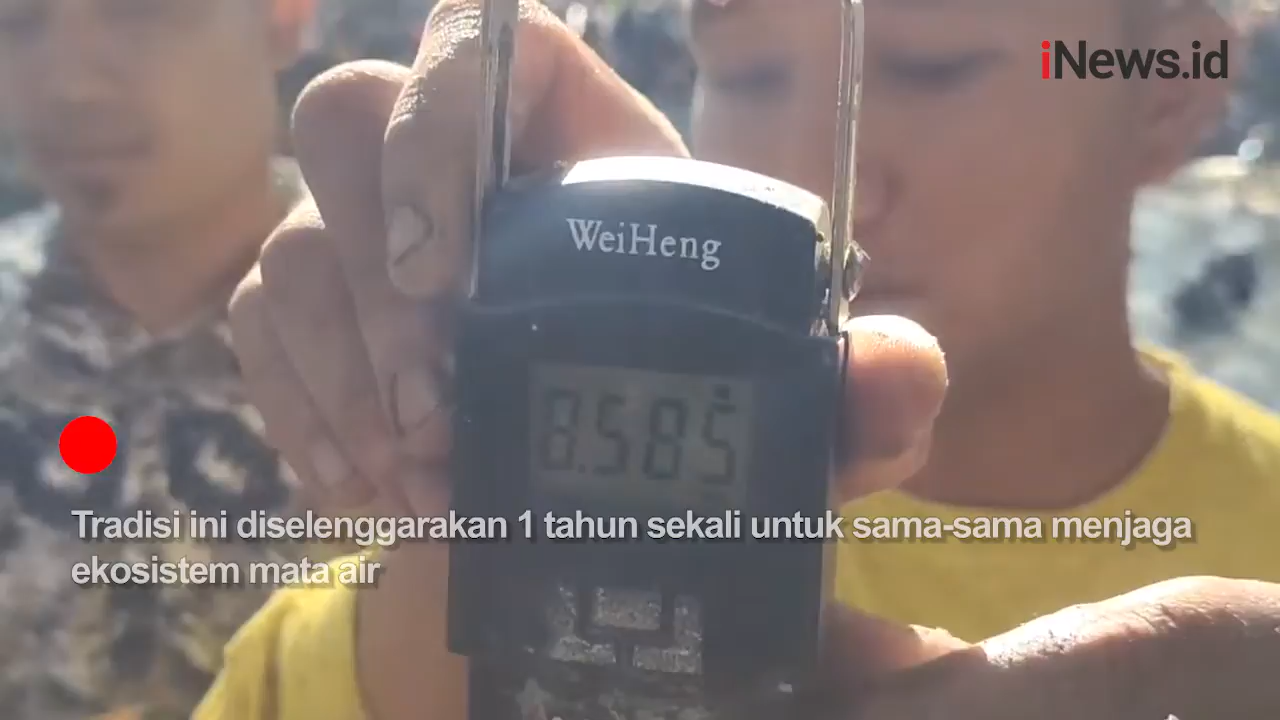 iNews.id
WeiHeng
8.585
Tradisi ini diselenggarakan 1 tahun sekali untuk sama-sama menjaga
ekosistem mata air